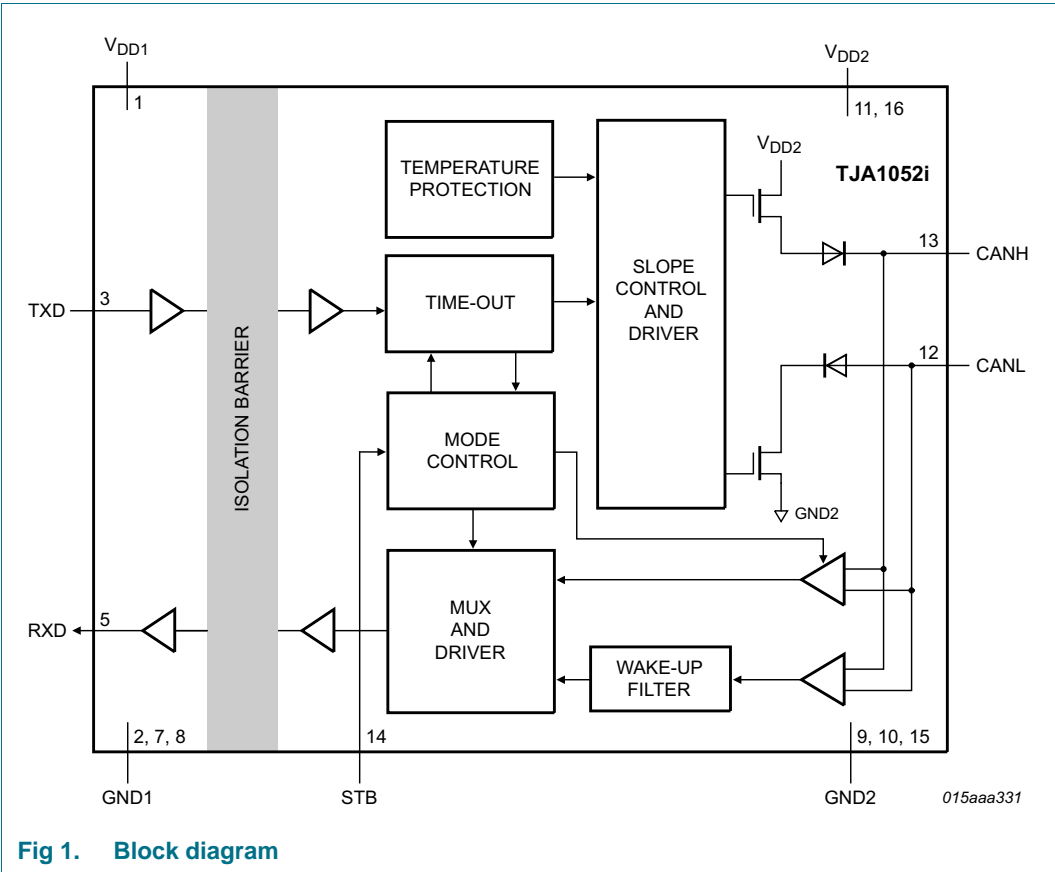 VDD1
VDD2
1
11, 16
VDD2
TJA1052i
TEMPERATURE
PROTECTION
SLOPE
CONTROL
AND
DRIVER
13
CANH
TXD
3
TIME-OUT
12
CANL
ISOLATION BARRIER
MODE
CONTROL
GND2
MUX
AND
DRIVER
RXD
5
WAKE-UP
FILTER
2, 7, 8
14
9, 10, 15
GND1
STB
GND2
015aaa331
Fig 1. Block diagram